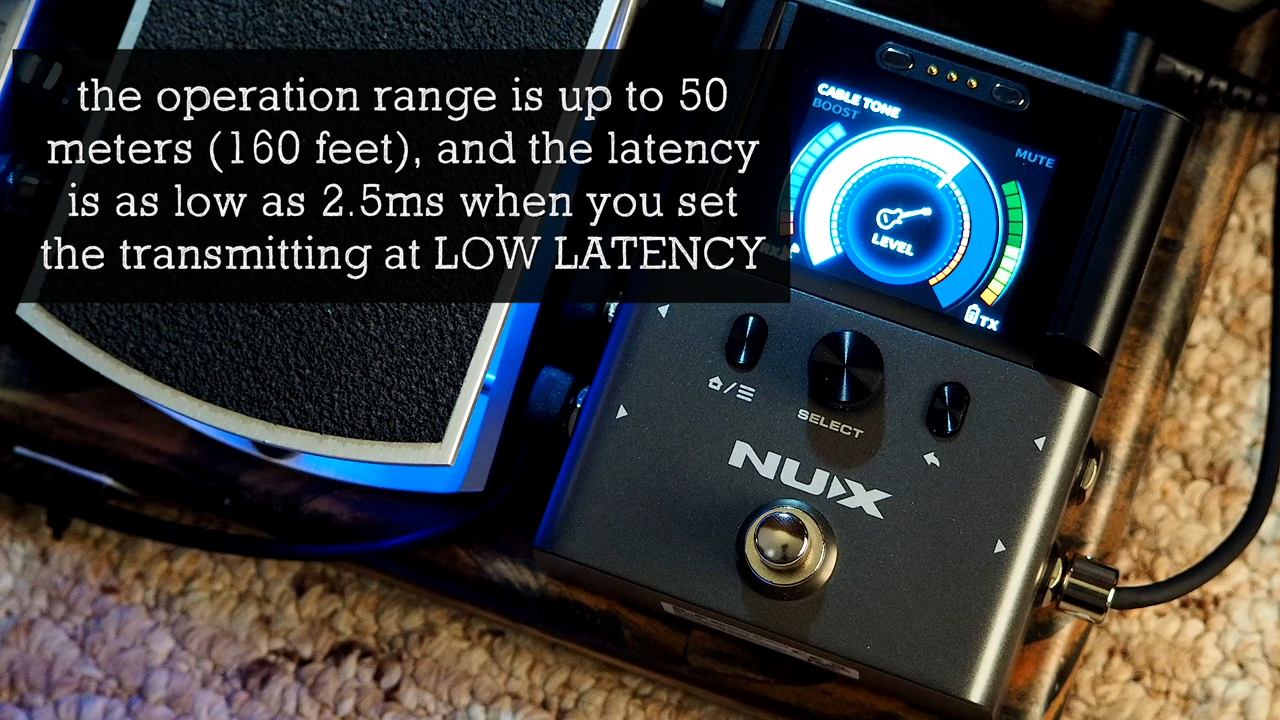 the operation range is up to 50
meters (160 feet), and the latency
is as low as 2.5ms when you set
the transmitting at LOW LATENCY
CABLE TONE
BOOST
MUTE
LEVEL
TX
SELECT
NUX